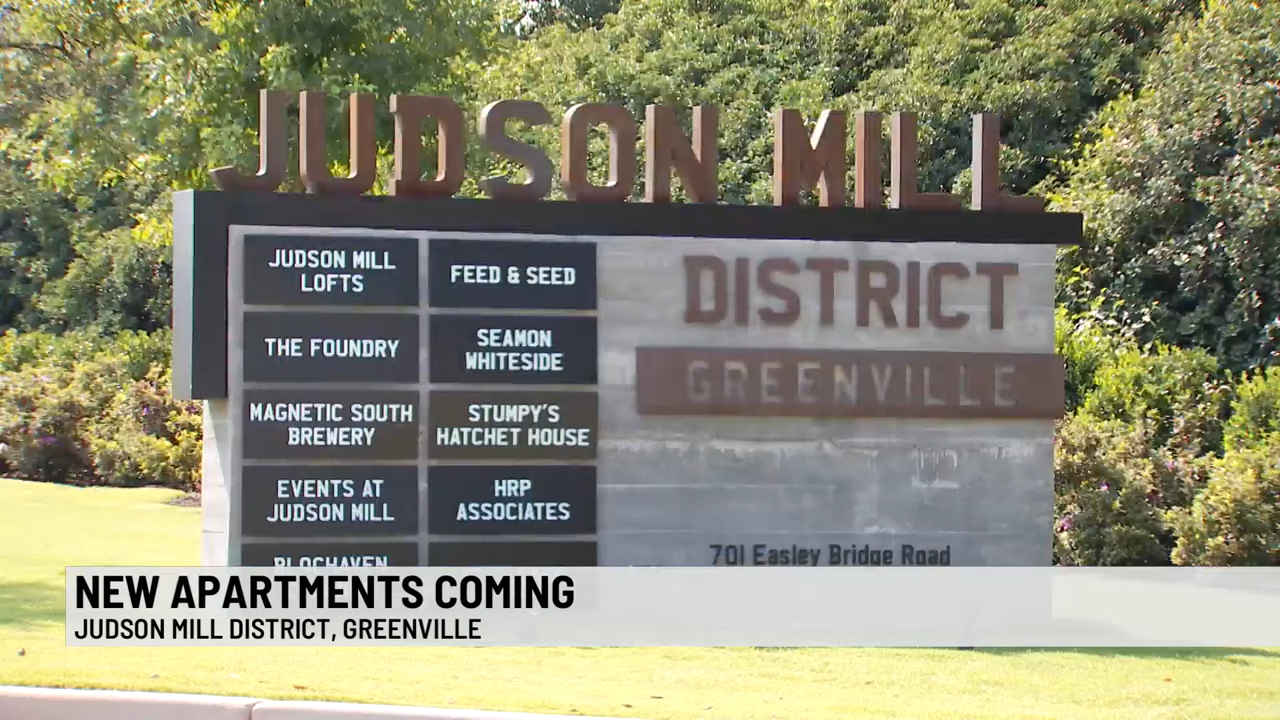 JUDSON MILL
DISTRICT
GREENVILLE
JUDSON MILL
LOFTS
FEED & SEED
THE FOUNDRY
SEAMON
WHITESIDE
MAGNETIC SOUTH
BREWERY
STUMPY'S
HATCHET HOUSE
EVENTS AT
JUDSON MILL
HRP
ASSOCIATES
701 Easley Bridge Road
NEW APARTMENTS COMING
JUDSON MILL DISTRICT, GREENVILLE